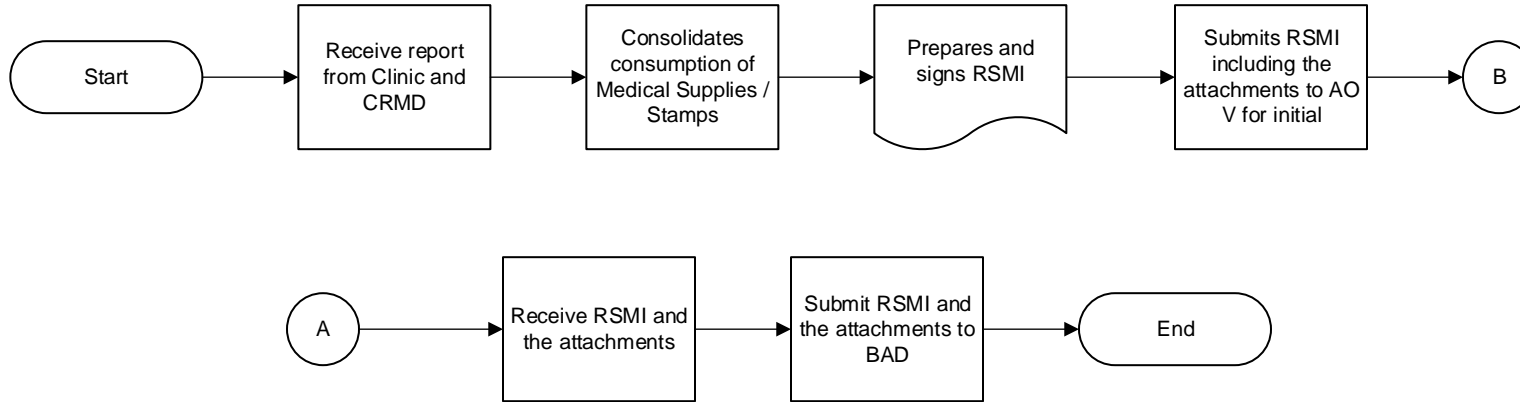 Start
Receive report
from Clinic and
CRMD
Consolidates
consumption of
Medical Supplies /
Stamps
Prepares and
signs RSMI
Submits RSMI
including the
attachments to AO
V for initial
B
A
Receive RSMI and
the attachments
Submit RSMI and
the attachments to
BAD
End